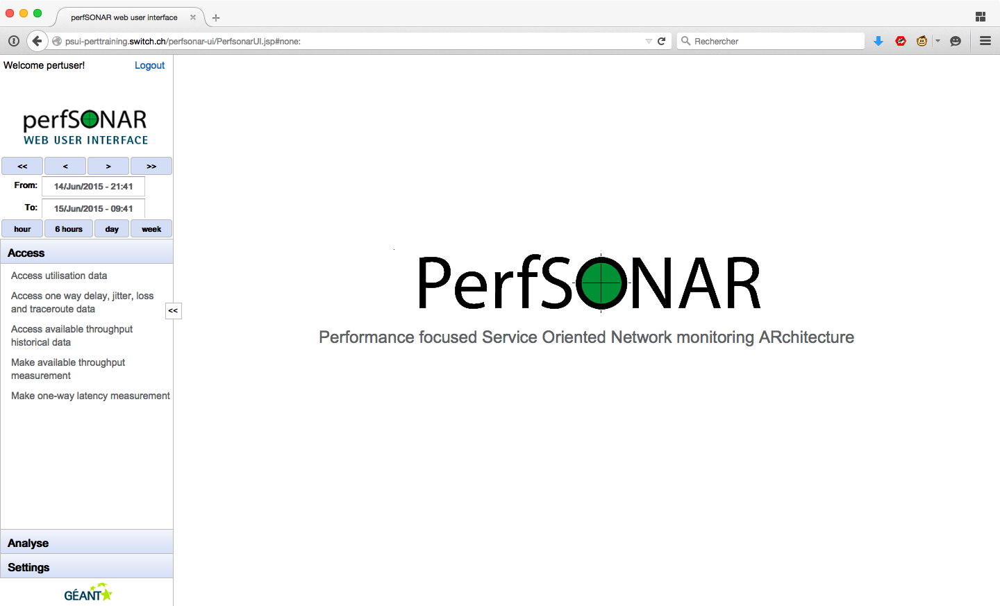 perfSONAR web user interface
psui-perttraining.switch.ch/perfsonar-ui/PerfsonarUI.jsp#none:
Rechercher
Welcome pertuser!
Logout
perfSONAR
WEB USER INTERFACE
<< < > >>
From: 14/Jun/2015 - 21:41
To: 15/Jun/2015 - 09:41
hour 6 hours day week
Access
Access utilisation data
Access one way delay, jitter, loss
and traceroute data
<<
Access available throughput
historical data
Make available throughput
measurement
Make one-way latency measurement
Analyse
Settings
GÉANT
PerfSONAR
Performance focused Service Oriented Network monitoring ARchitecture